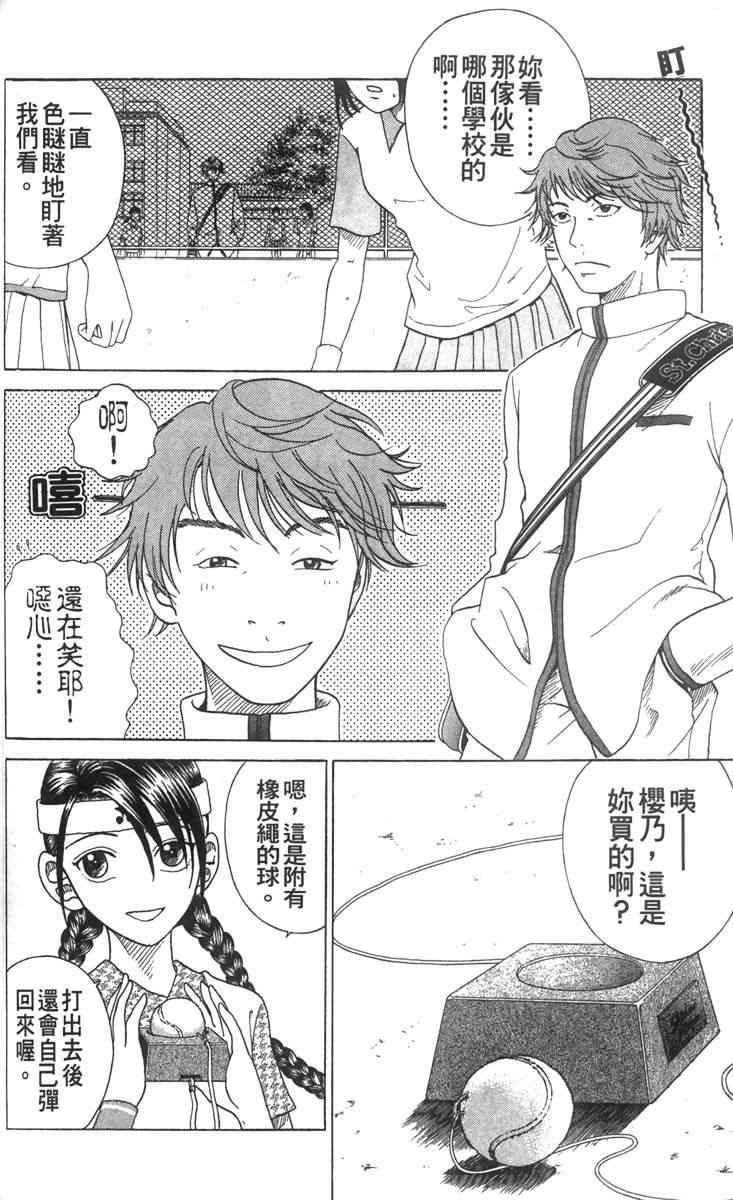 盯
妳看……
那傢伙是
哪個學校的
啊……
一直
色瞇瞇地盯著
我們看。
St.Chris
啊！
嘻
還在笑耶！
噁心……
咦——
櫻乃，這是
妳買的啊？
嗯，這是附有
橡皮繩的球。
打出去後
還會自己彈
回來喔。